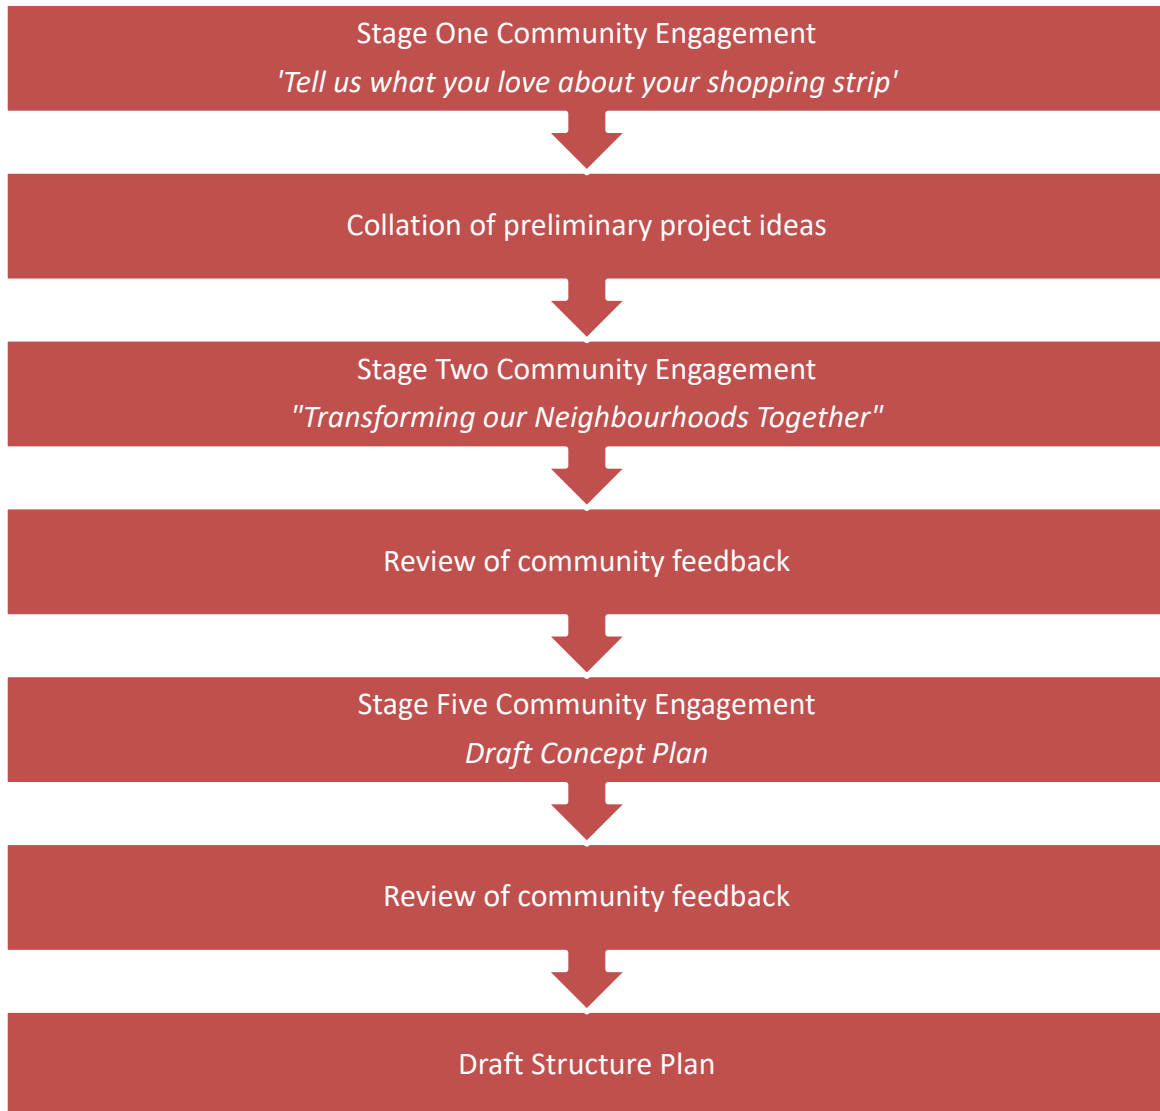 Stage One Community Engagement
'Tell us what you love about your shopping strip'
Collation of preliminary project ideas
Stage Two Community Engagement
"Transforming our Neighbourhoods Together"
Review of community feedback
Stage Five Community Engagement
Draft Concept Plan
Review of community feedback
Draft Structure Plan